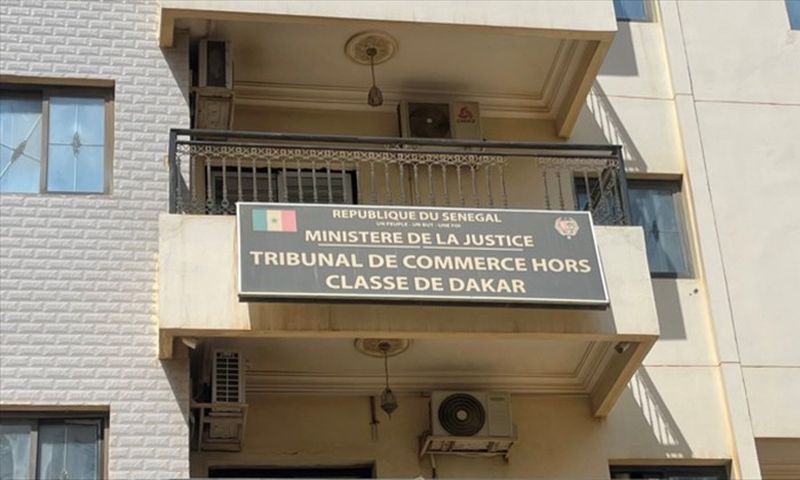 REPUBLIQUE DU SENEGAL
UN PEUPLE - UN BUT - UNE FOI
MINISTERE DE LA JUSTICE
TRIBUNAL DE COMMERCE HORS
CLASSE DE DAKAR